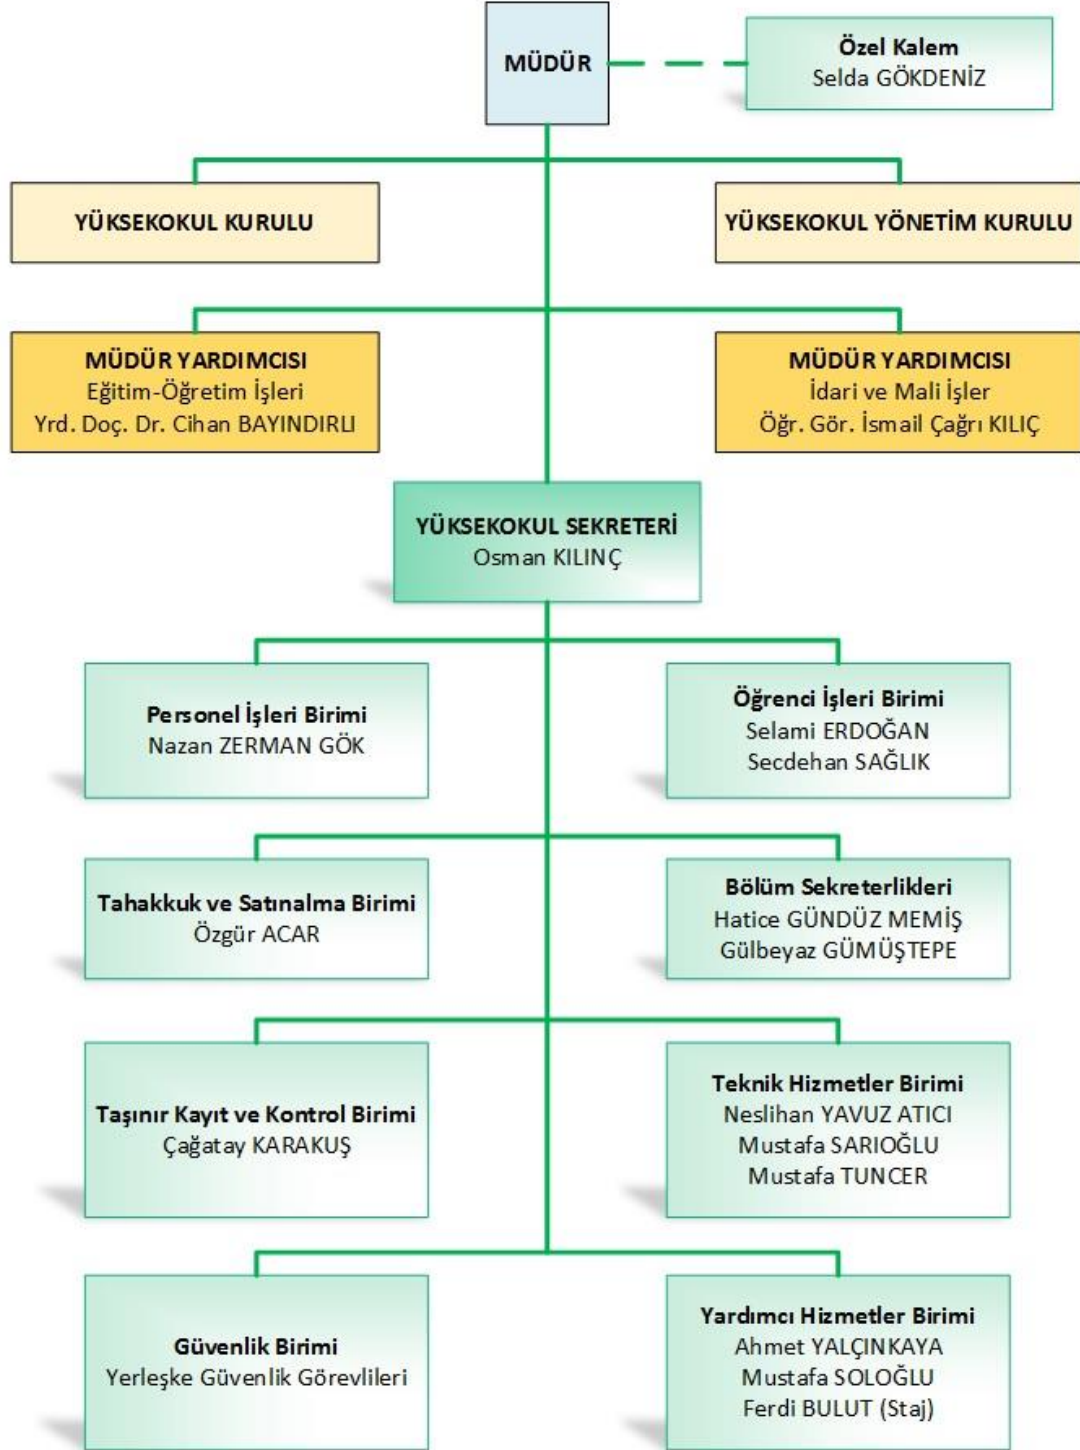 MÜDÜR
Özel Kalem
Selda GÖKDENİZ
YÜKSEKOKUL KURULU
YÜKSEKOKUL YÖNETİM KURULU
MÜDÜR YARDIMCISI
Eğitim-Öğretim İşleri
Yrd. Doç. Dr. Cihan BAYINDIRLI
MÜDÜR YARDIMCISI
İdari ve Mali İşler
Öğr. Gör. İsmail Çağrı KILIÇ
YÜKSEKOKUL SEKRETERİ
Osman KILINÇ
Personel İşleri Birimi
Nazan ZERMAN GÖK
Öğrenci İşleri Birimi
Selami ERDOĞAN
Secdehan SAĞLIK
Tahakkuk ve Satınalma Birimi
Özgür ACAR
Bölüm Sekreterlikleri
Hatice GÜNDÜZ MEMİŞ
Gülbeyaz GÜMÜŞTEPE
Taşınır Kayıt ve Kontrol Birimi
Çağatay KARAKUŞ
Teknik Hizmetler Birimi
Neslihan YAVUZ ATICI
Mustafa SARIOĞLU
Mustafa TUNCER
Güvenlik Birimi
Yerleşke Güvenlik Görevlileri
Yardımcı Hizmetler Birimi
Ahmet YALÇINKAYA
Mustafa SOLOĞLU
Ferdi BULUT (Staj)